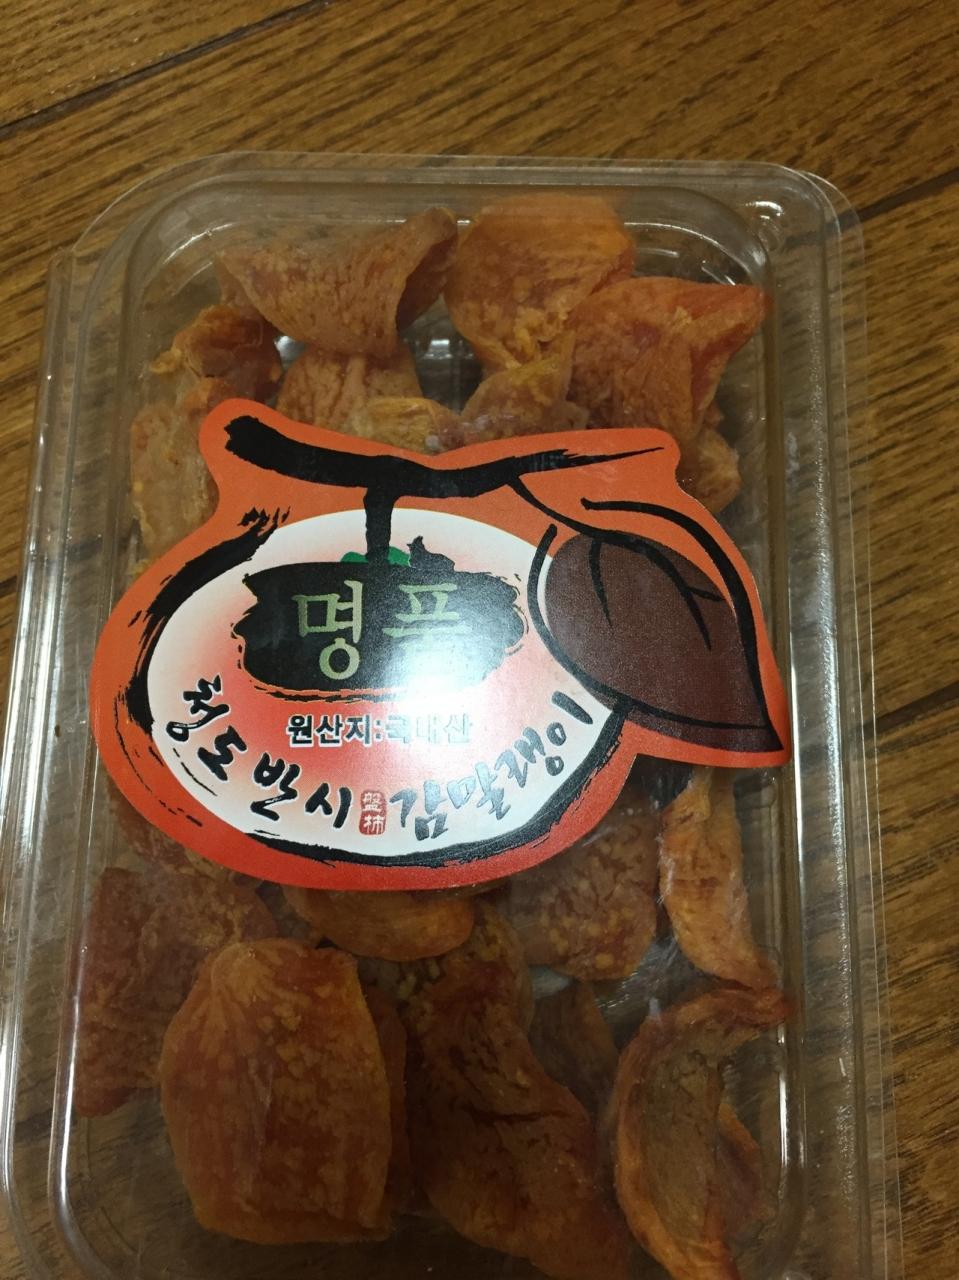 명품
원산지:국내산
청도반시 盤柿 감말랭이